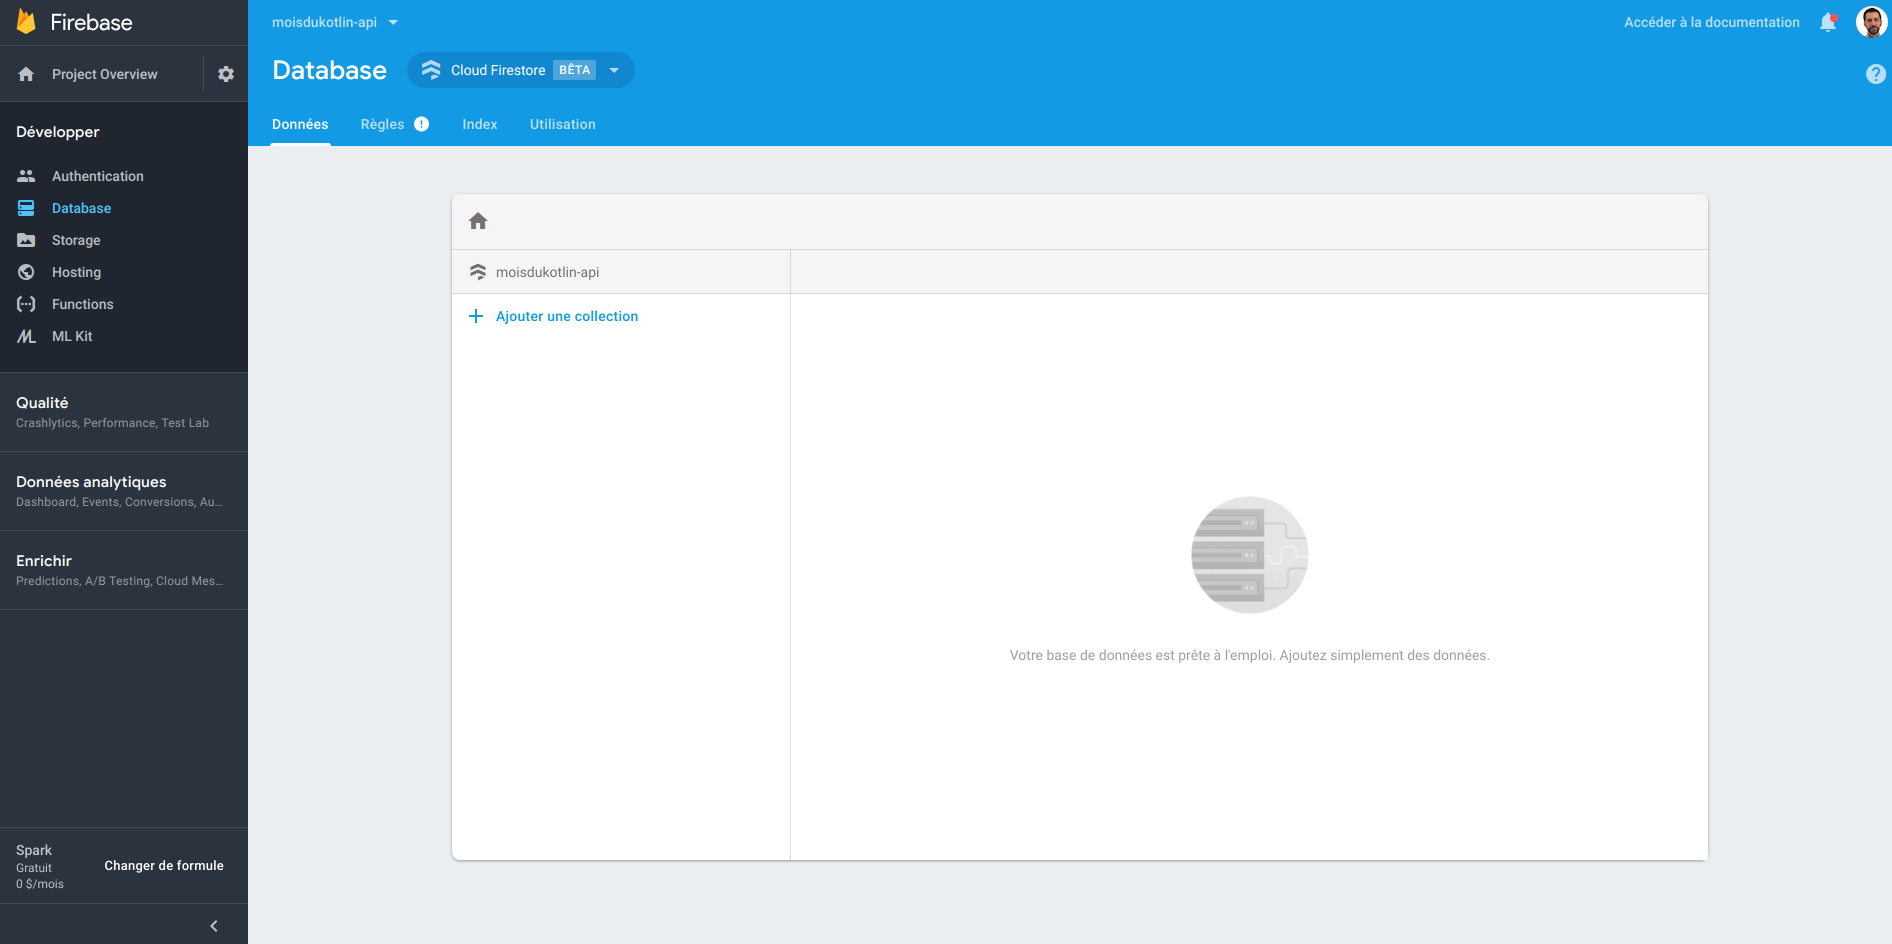 Firebase
moisdukotlin-api
Accéder à la documentation
Project Overview
Database
Cloud Firestore BÊTA
?
Données
Règles !
Index
Utilisation
Développer
Authentication
Database
Storage
Hosting
Functions
ML Kit
Qualité
Crashlytics, Performance, Test Lab
Données analytiques
Dashboard, Events, Conversions, Au...
Enrichir
Predictions, A/B Testing, Cloud Mes...
Spark
Gratuit
0 $/mois
Changer de formule
moisdukotlin-api
Ajouter une collection
Votre base de données est prête à l'emploi. Ajoutez simplement des données.